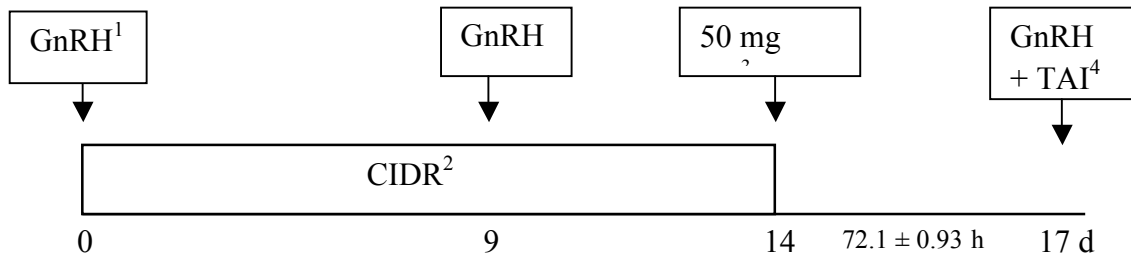 GnRH¹
GnRH
50 mg
GnRH
+ TAI⁴
CIDR²
0
9
14
72.1 ± 0.93 h
17 d